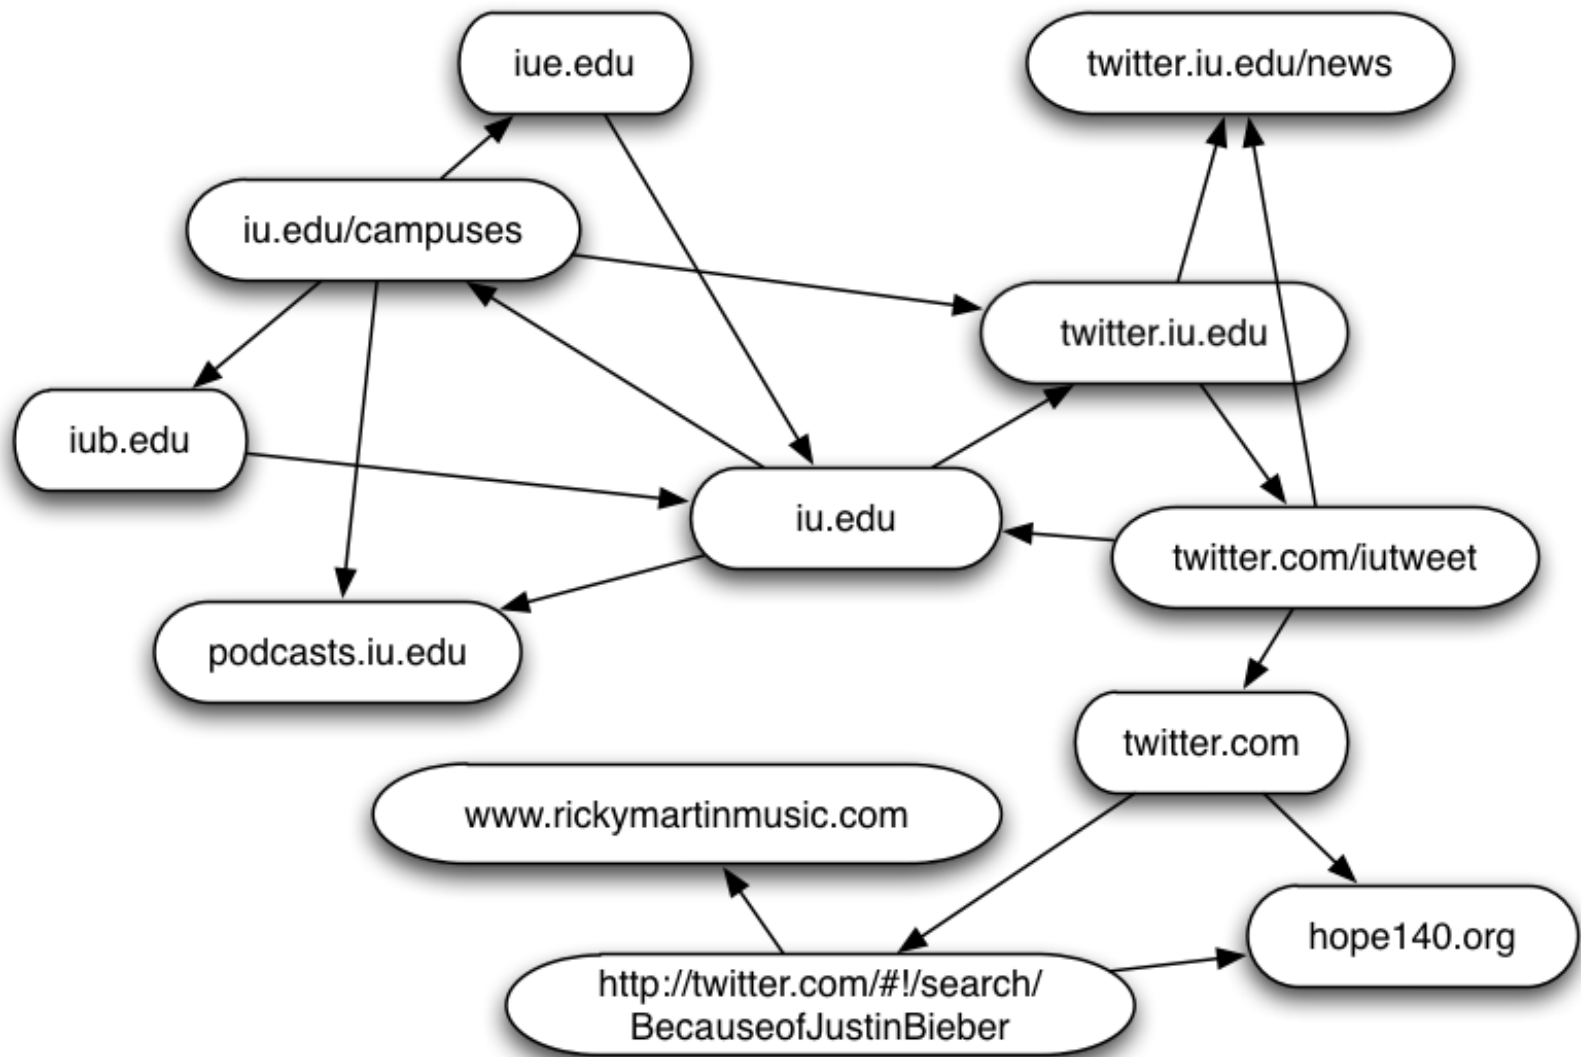 iue.edu
twitter.iu.edu/news
iu.edu/campuses
twitter.iu.edu
iub.edu
iu.edu
twitter.com/iutweet
podcasts.iu.edu
twitter.com
www.rickymartinmusic.com
hope140.org
http://twitter.com/#!/search/
BecauseofJustinBieber